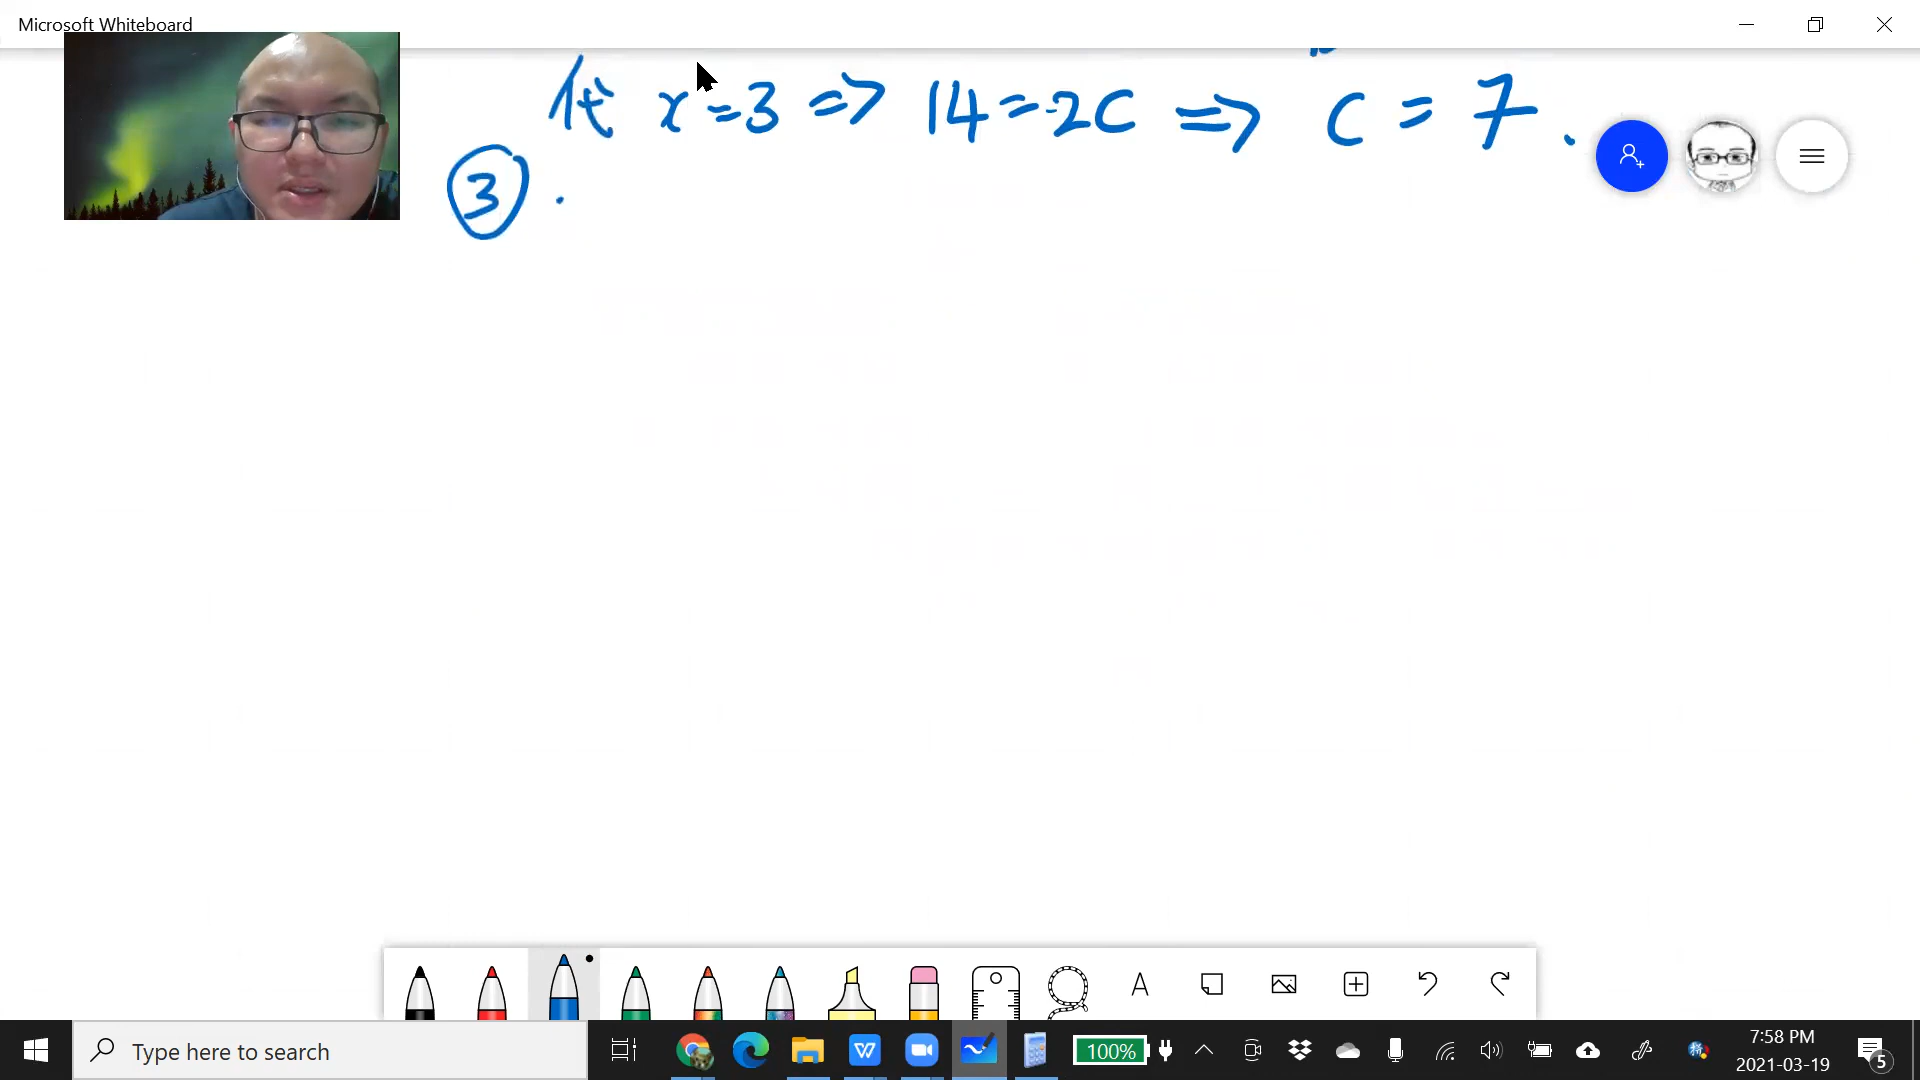 Microsoft Whiteboard
代 x=3 => 14=2C => C = 7 .
③ .
A
Type here to search
100%
7:58 PM
2021-03-19
5